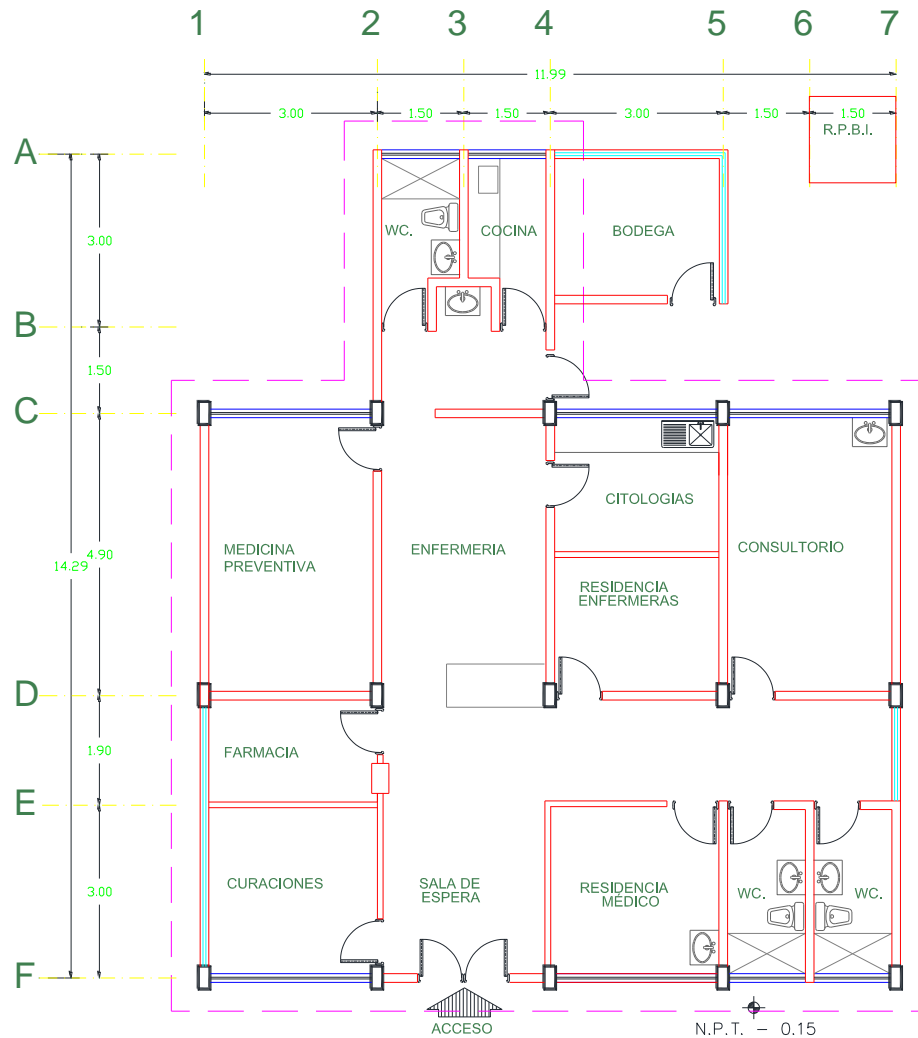 1 2 3 4 5 6 7
11.99
3.00 1.50 1.50 3.00 1.50 1.50
R.P.B.I.
A
3.00
WC. COCINA BODEGA
B
1.50
C
CITOLOGIAS
MEDICINA
PREVENTIVA
ENFERMERIA
CONSULTORIO
4.90
14.29
RESIDENCIA
ENFERMERAS
D
1.90
FARMACIA
E
3.00
CURACIONES
SALA DE
ESPERA
RESIDENCIA
MÉDICO
WC. WC.
F
ACCESO
N.P.T. - 0.15